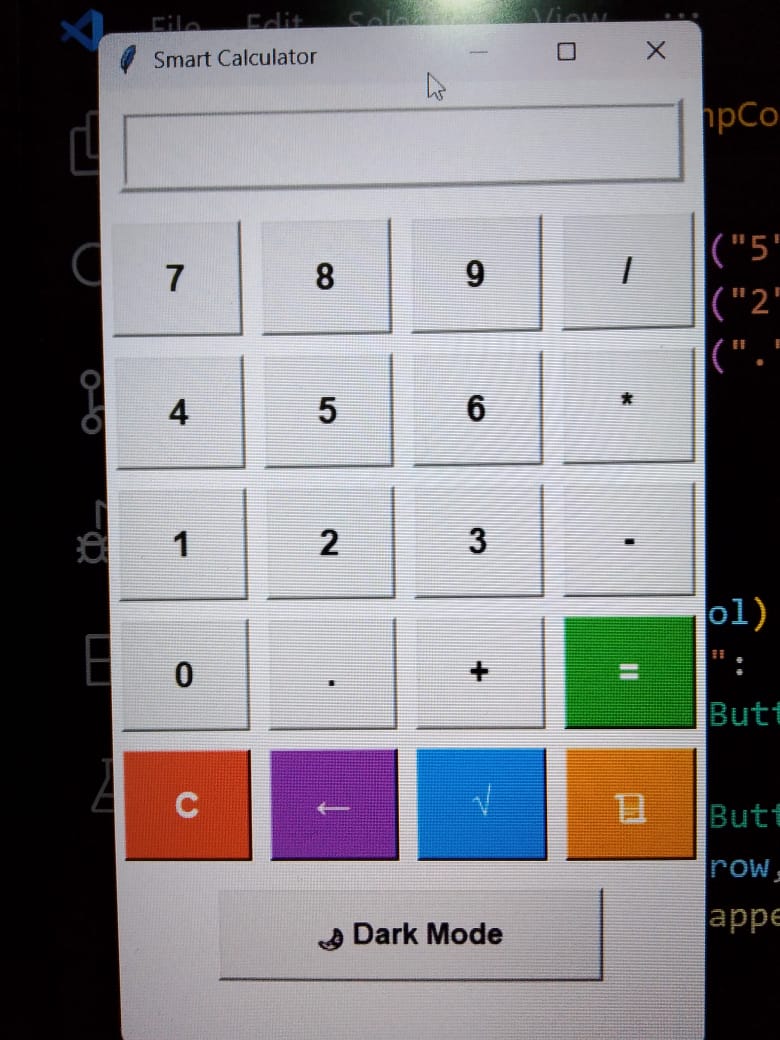 File Edit Selection View ...
Smart Calculator
npCo
7 8 9 /
("5"
("2"
4 5 6 *
("."
1 2 3 -
ol)
0 . + =
":
Butt
C ← √ 📜
Butt
row,
🌙 Dark Mode
appe